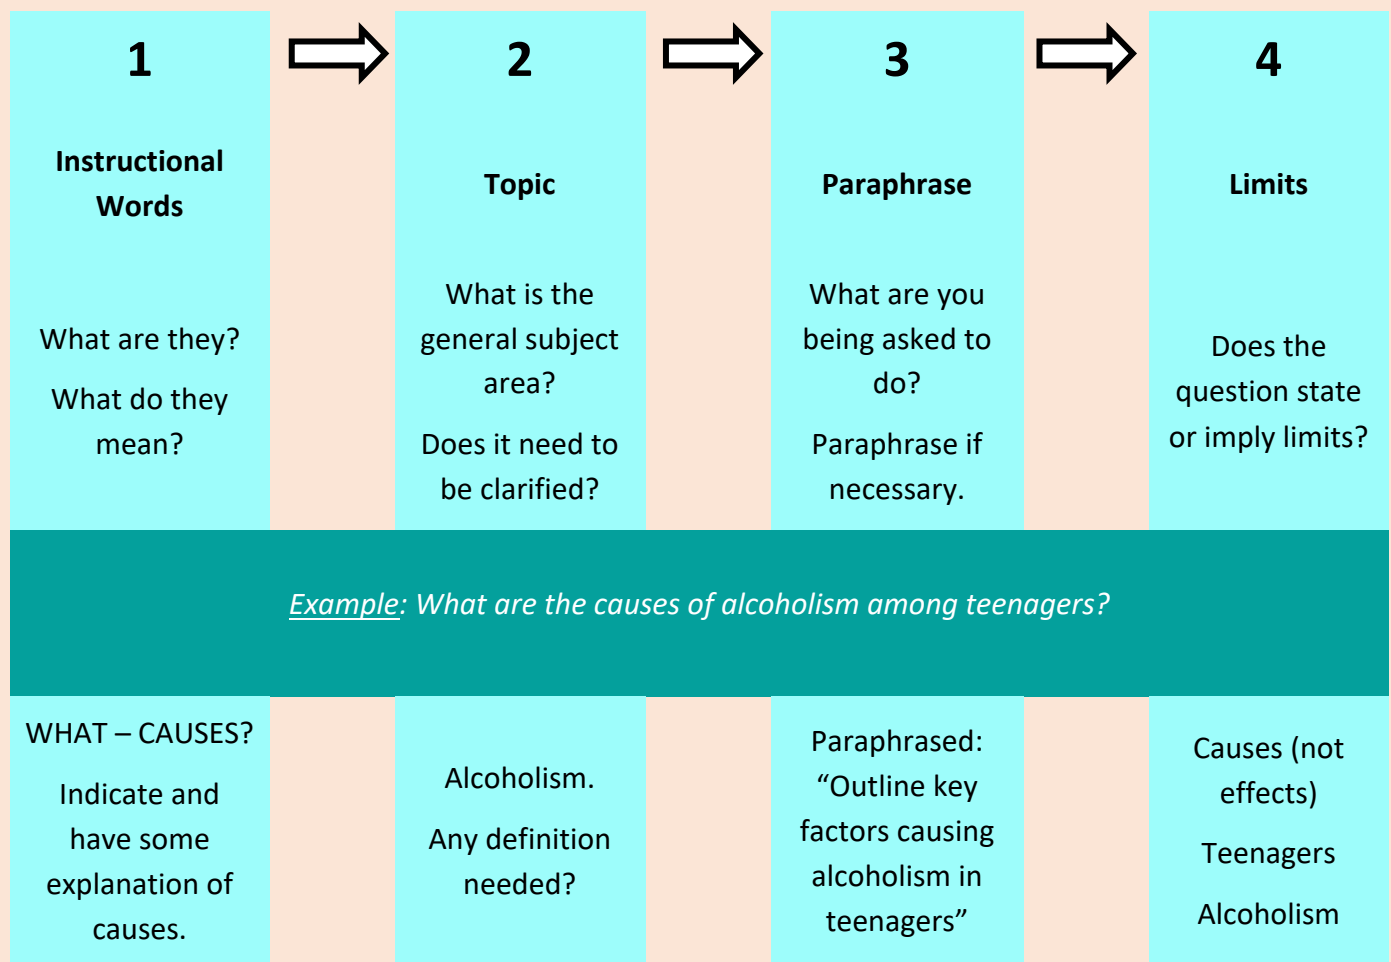 1
Instructional
Words
What are they?
What do they
mean?
2
Topic
What is the
general subject
area?
Does it need to
be clarified?
3
Paraphrase
What are you
being asked to
do?
Paraphrase if
necessary.
4
Limits
Does the
question state
or imply limits?
Example: What are the causes of alcoholism among teenagers?
WHAT – CAUSES?
Indicate and
have some
explanation of
causes.
Alcoholism.
Any definition
needed?
Paraphrased:
“Outline key
factors causing
alcoholism in
teenagers”
Causes (not
effects)
Teenagers
Alcoholism